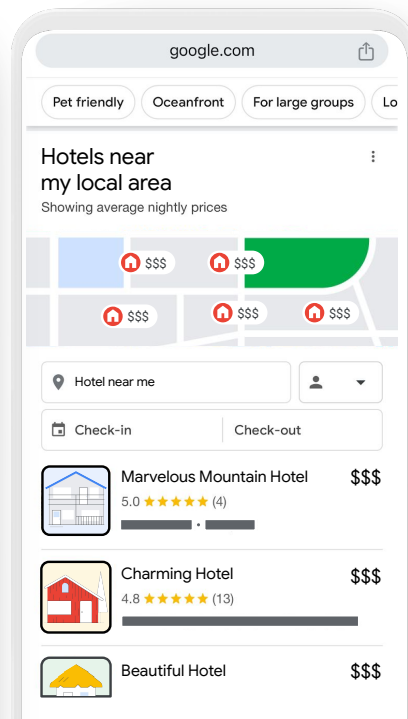 google.com
Pet friendly
Oceanfront
For large groups
Lo
Hotels near
my local area
Showing average nightly prices
$$$
$$$
$$$
$$$
$$$
Hotel near me
Check-in
Check-out
Marvelous Mountain Hotel $$$
5.0 (4)
Charming Hotel $$$
4.8 (13)
Beautiful Hotel $$$